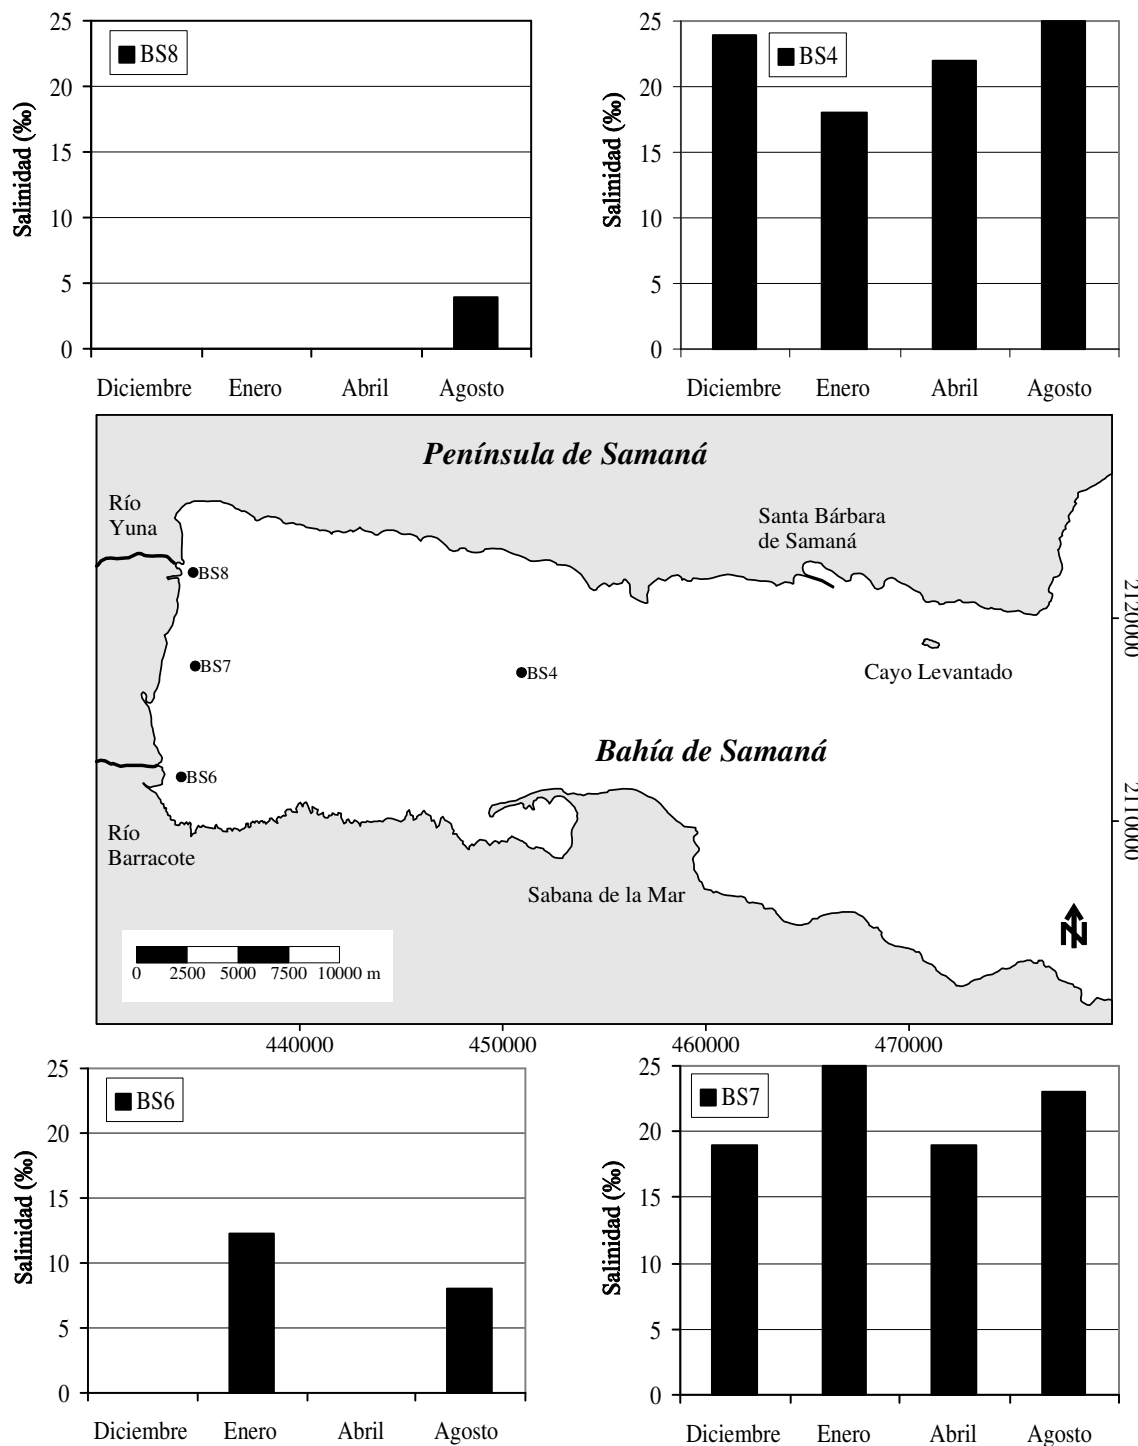 25
20
15
10
5
0
Salinidad (‰)
BS8
Diciembre Enero Abril Agosto
25
20
15
10
5
0
Salinidad (‰)
BS4
Diciembre Enero Abril Agosto
Península de Samaná
Río
Yuna
Santa Bárbara
de Samaná
BS8
BS7
BS4
Cayo Levantado
Bahía de Samaná
BS6
Río
Barracote
Sabana de la Mar
N
0 2500 5000 7500 10000 m
2120000
2110000
440000 450000 460000 470000
25
20
15
10
5
0
Salinidad (‰)
BS6
Diciembre Enero Abril Agosto
25
20
15
10
5
0
Salinidad (‰)
BS7
Diciembre Enero Abril Agosto